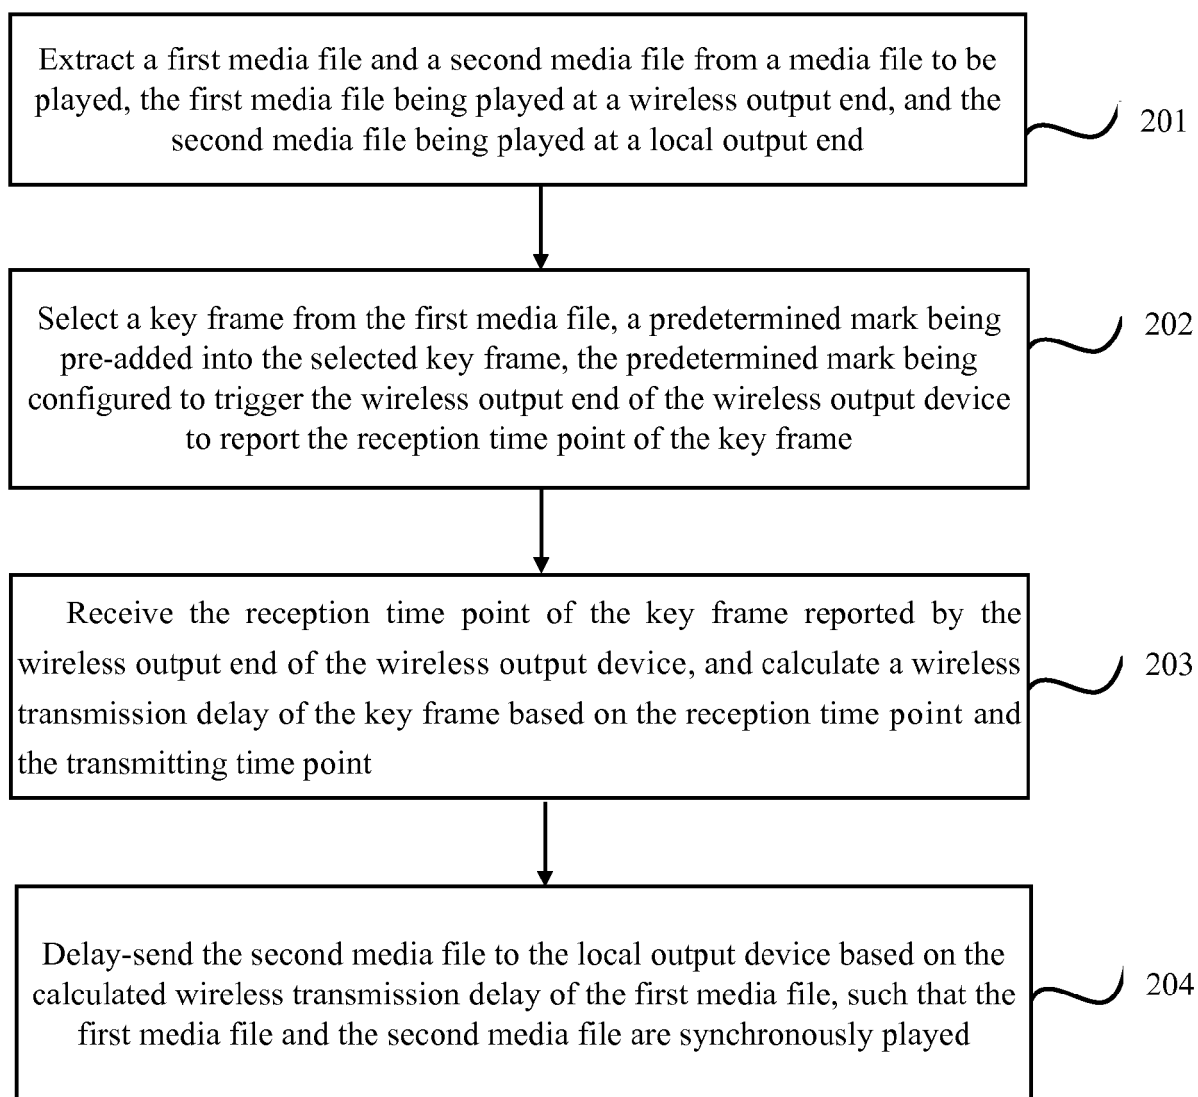 Extract a first media file and a second media file from a media file to be
played, the first media file being played at a wireless output end, and the
second media file being played at a local output end
201
Select a key frame from the first media file, a predetermined mark being
pre-added into the selected key frame, the predetermined mark being
configured to trigger the wireless output end of the wireless output device
to report the reception time point of the key frame
202
Receive the reception time point of the key frame reported by the
wireless output end of the wireless output device, and calculate a wireless
transmission delay of the key frame based on the reception time point and
the transmitting time point
203
Delay-send the second media file to the local output device based on the
calculated wireless transmission delay of the first media file, such that the
first media file and the second media file are synchronously played
204